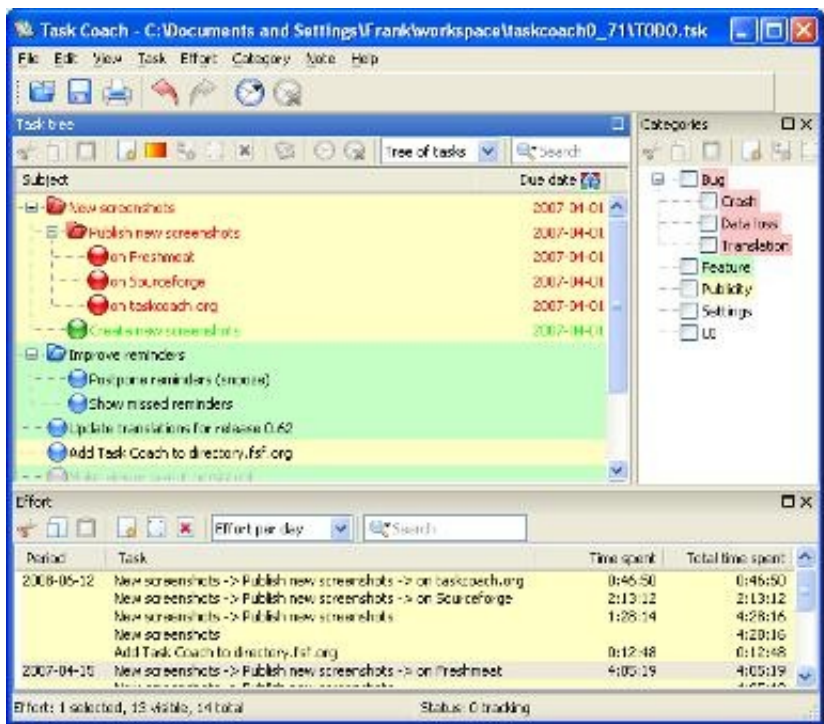 Task Coach - C:\Documents and Settings\Frank\workspace\taskcoach0_71\TODO.tsk
File Edit View Task Effort Category Note Help
Task tree
Categories
Tree of tasks
Search
Subject Due date
Bug
New screenshots 2007-04-01
Crash
Publish new screenshots 2007-04-01
Data loss
on Freshmeat 2007-04-01
Translation
on Sourceforge 2007-04-01
Feature
on taskcoach.org 2007-04-01
Publicity
Create new screenshots 2007-04-01
Settings
UI
Improve reminders
Postpone reminders (snooze)
Show missed reminders
Update translations for release 0.62
Add Task Coach to directory.fsf.org
Effort
Effort per day
Search
Period Task Time spent Total time spent
2008-06-12 New screenshots -> Publish new screenshots -> on taskcoach.org 0:46:50 0:46:50
New screenshots -> Publish new screenshots -> on Sourceforge 2:13:12 2:13:12
New screenshots -> Publish new screenshots 1:28:14 4:28:16
New screenshots 4:28:16
Add Task Coach to directory.fsf.org 0:12:48 0:12:48
2007-04-15 New screenshots -> Publish new screenshots -> on Freshmeat 4:05:19 4:05:19
Effort: 1 selected, 13 visible, 14 total Status: 0 tracking